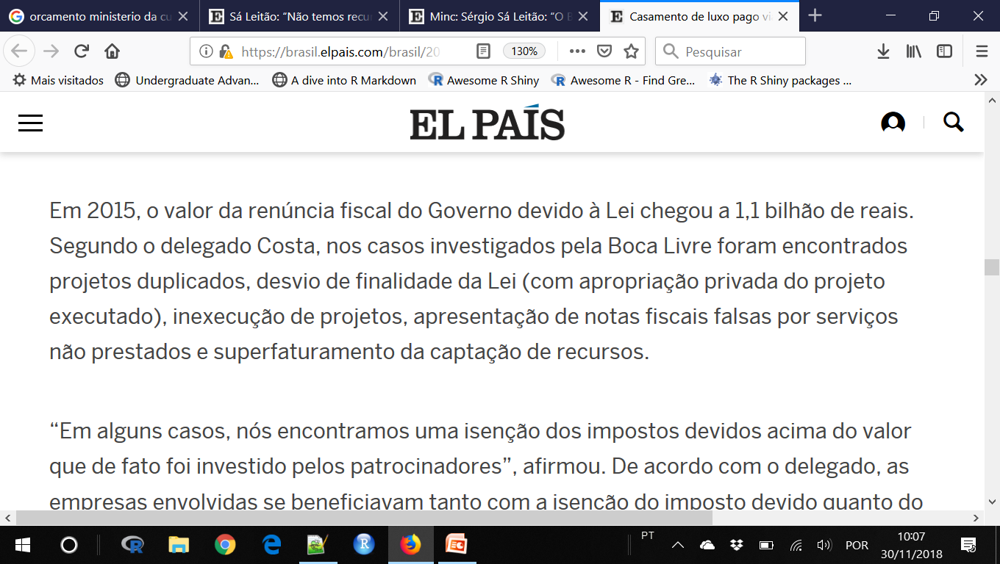 orcamento ministerio da cu
Sá Leitão: “Não temos recu
Minc: Sérgio Sá Leitão: “O B
Casamento de luxo pago vi
https://brasil.elpais.com/brasil/20
130%
Pesquisar
Mais visitados
Undergraduate Advan...
A dive into R Markdown
Awesome R Shiny
Awesome R - Find Gre...
The R Shiny packages ...
EL PAÍS
Em 2015, o valor da renúncia fiscal do Governo devido à Lei chegou a 1,1 bilhão de reais.
Segundo o delegado Costa, nos casos investigados pela Boca Livre foram encontrados
projetos duplicados, desvio de finalidade da Lei (com apropriação privada do projeto
executado), inexecução de projetos, apresentação de notas fiscais falsas por serviços
não prestados e superfaturamento da captação de recursos.
“Em alguns casos, nós encontramos uma isenção dos impostos devidos acima do valor
que de fato foi investido pelos patrocinadores”, afirmou. De acordo com o delegado, as
empresas envolvidas se beneficiavam tanto com a isenção do imposto devido quanto do
PT
POR
10:07
30/11/2018